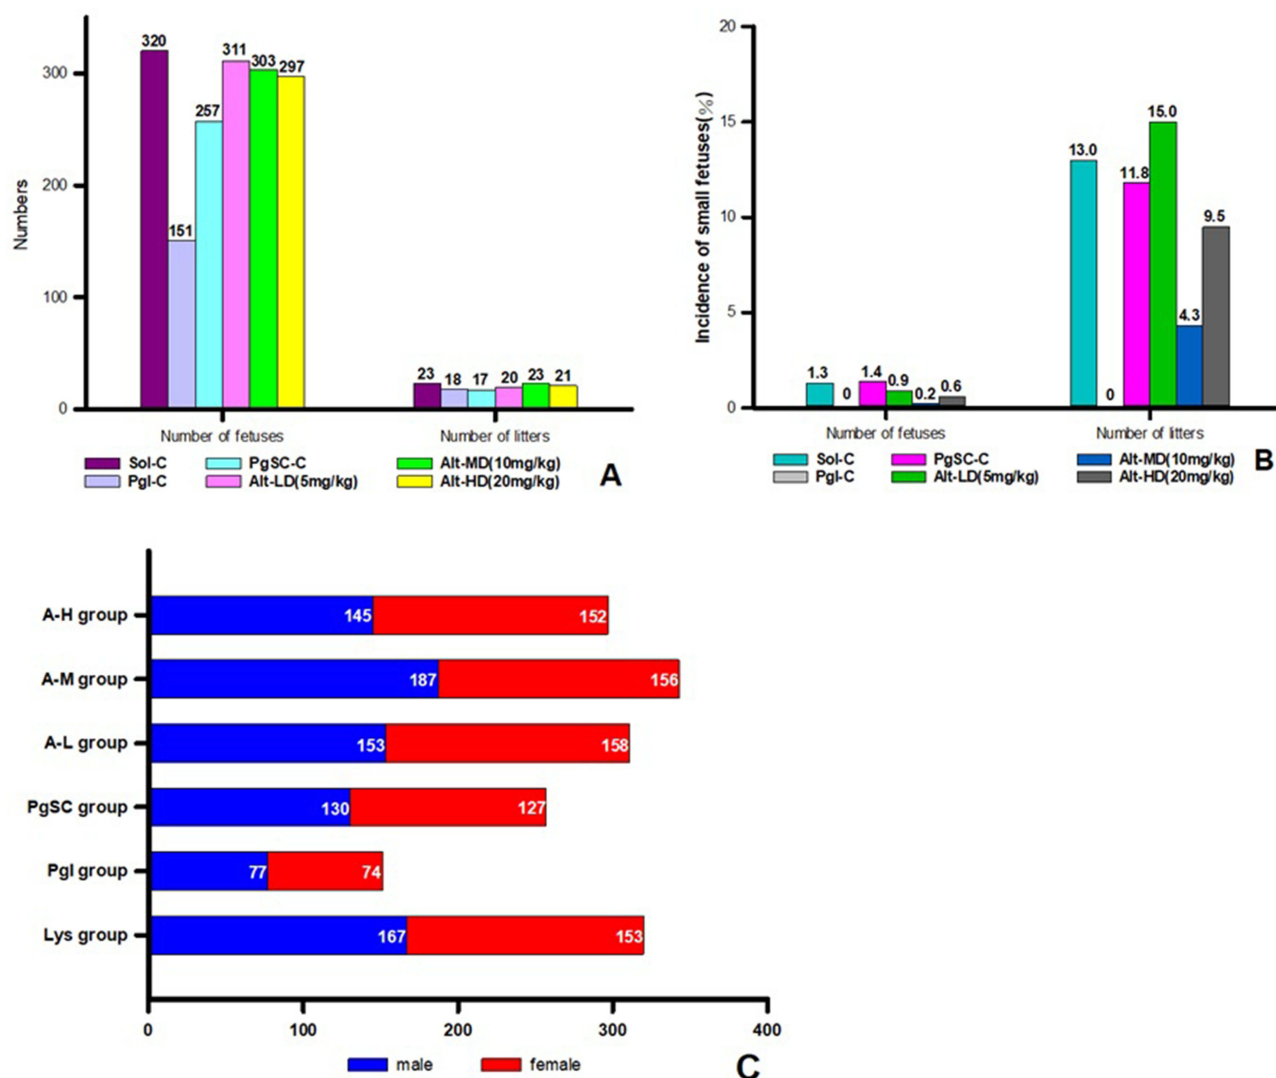 Numbers
300
200
100
0
320
151
257
311
303
297
23
18
17
20
23
21
Number of fetuses
Number of litters
Sol-C
PgSC-C
Alt-MD(10mg/kg)
PgI-C
Alt-LD(5mg/kg)
Alt-HD(20mg/kg)
A
Incidence of small fetuses(%)
20
15
10
5
0
1.3
0
1.4
0.9
0.2
0.6
13.0
0
11.8
15.0
4.3
9.5
Number of fetuses
Number of litters
Sol-C
PgSC-C
Alt-MD(10mg/kg)
PgI-C
Alt-LD(5mg/kg)
Alt-HD(20mg/kg)
B
A-H group
145
152
A-M group
187
156
A-L group
153
158
PgSC group
130
127
PgI group
77
74
Lys group
167
153
0
100
200
300
400
male
female
C